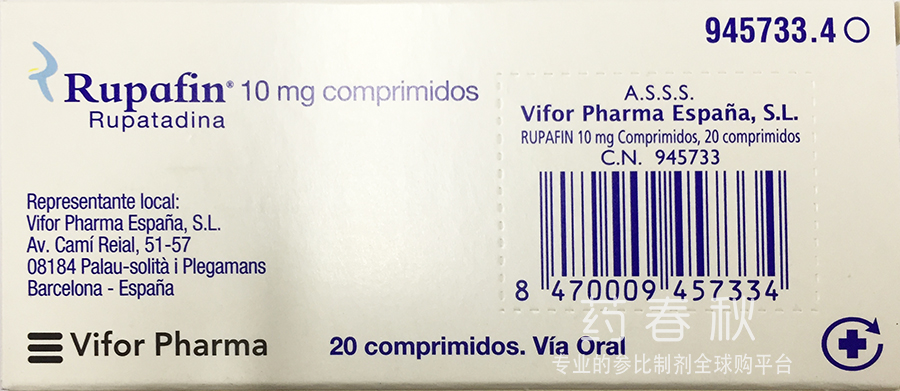 945733.4
Rupafin® 10 mg comprimidos
Rupatadina
A.S.S.S.
Vifor Pharma España, S.L.
RUPAFIN 10 mg Comprimidos, 20 comprimidos
C.N. 945733
8 470009 457334
Representante local:
Vifor Pharma España, S.L.
Av. Camí Reial, 51-57
08184 Palau-solità i Plegamans
Barcelona - España
Vifor Pharma
20 comprimidos. Vía Oral
药春秋
专业的参比制剂全球购平台